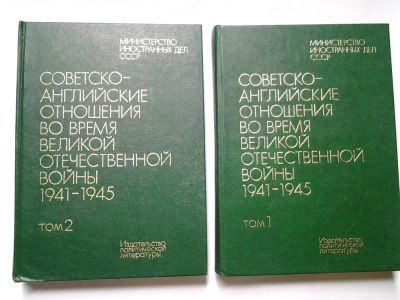 МИНИСТЕРСТВО
ИНОСТРАННЫХ ДЕЛ
СССР
СОВЕТСКО-
АНГЛИЙСКИЕ
ОТНОШЕНИЯ
ВО ВРЕМЯ
ВЕЛИКОЙ
ОТЕЧЕСТВЕННОЙ
ВОЙНЫ
1941-1945
ТОМ 2
Издательство
политической
литературы
МИНИСТЕРСТВО
ИНОСТРАННЫХ ДЕЛ
СССР
СОВЕТСКО-
АНГЛИЙСКИЕ
ОТНОШЕНИЯ
ВО ВРЕМЯ
ВЕЛИКОЙ
ОТЕЧЕСТВЕННОЙ
ВОЙНЫ
1941-1945
ТОМ 1
Издательство
политической
литературы